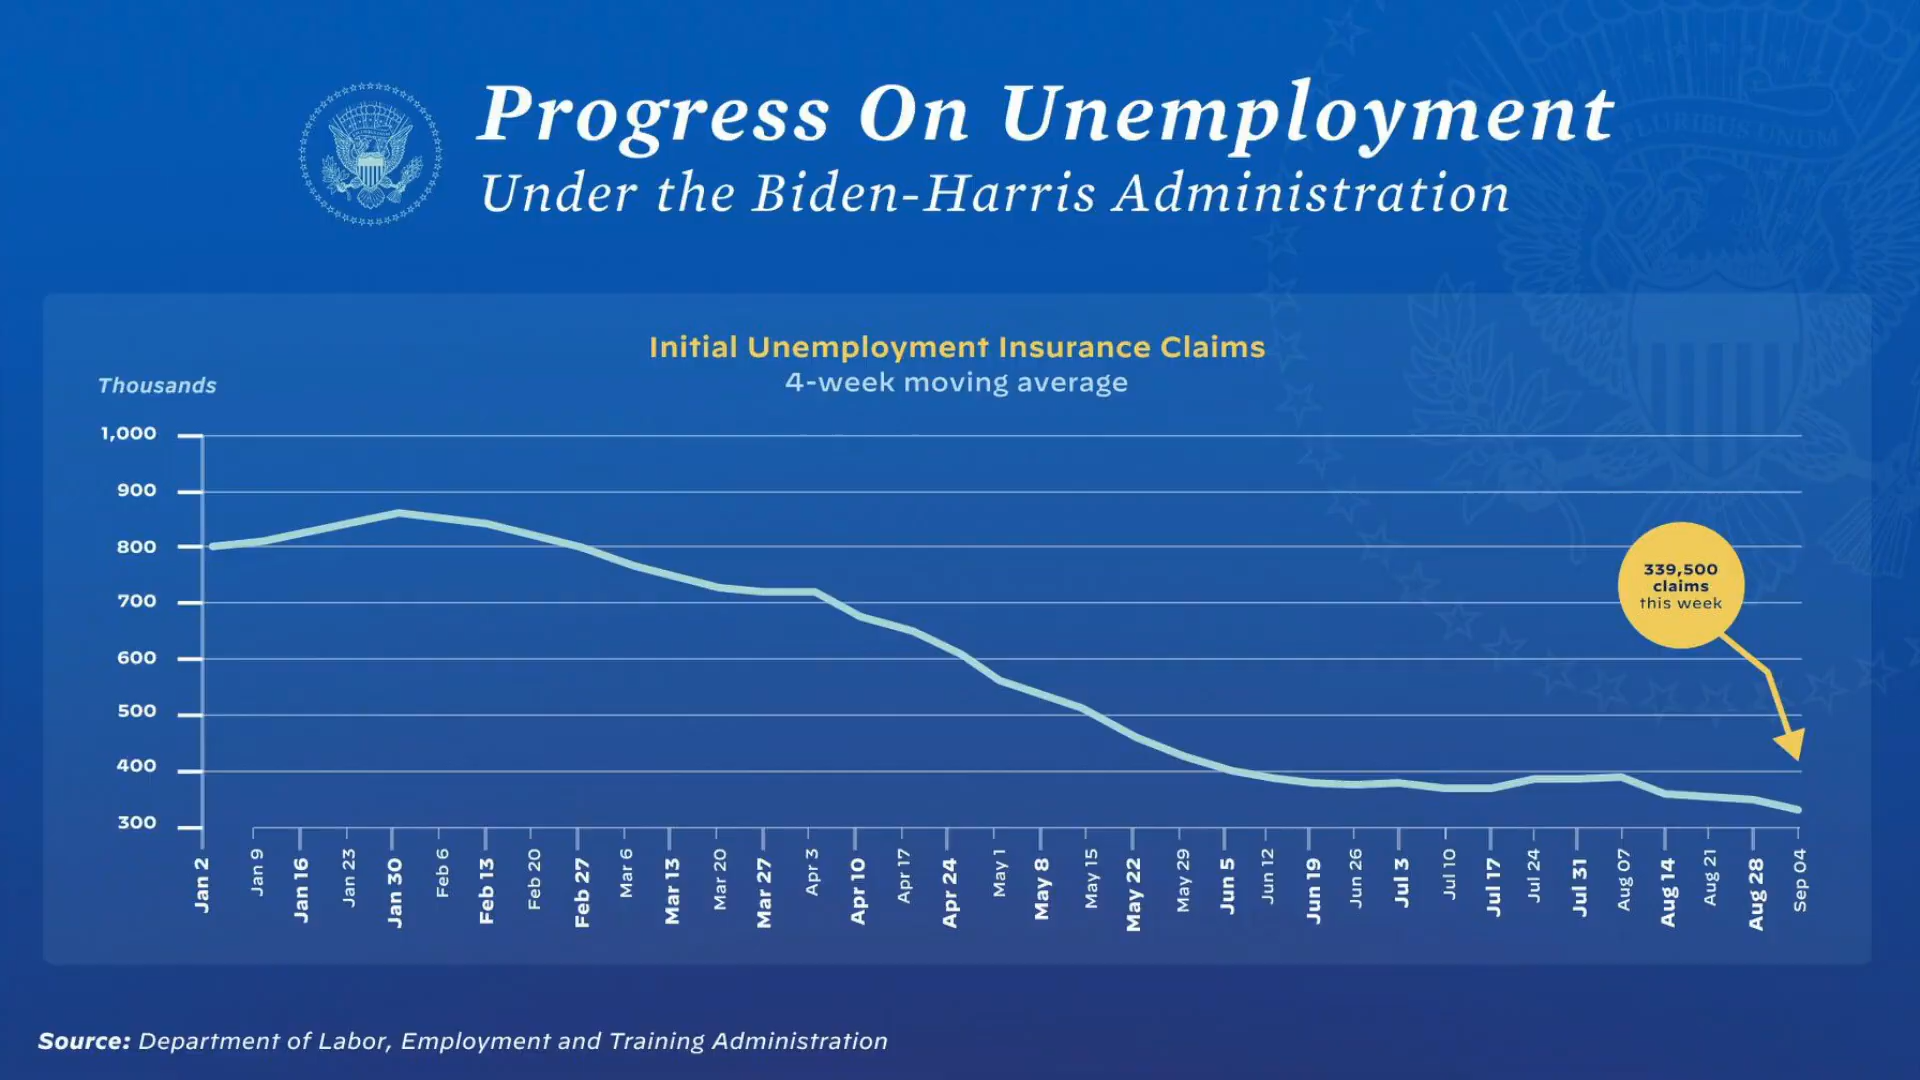 Progress On Unemployment
Under the Biden-Harris Administration
PLURIBUS UNUM
Initial Unemployment Insurance Claims
4-week moving average
Thousands
1,000
900
800
700
600
500
400
300
339,500
claims
this week
Jan 2
Jan 9
Jan 16
Jan 23
Jan 30
Feb 6
Feb 13
Feb 20
Feb 27
Mar 6
Mar 13
Mar 20
Mar 27
Apr 3
Apr 10
Apr 17
Apr 24
May 1
May 8
May 15
May 22
May 29
Jun 5
Jun 12
Jun 19
Jun 26
Jul 3
Jul 10
Jul 17
Jul 24
Jul 31
Aug 07
Aug 14
Aug 21
Aug 28
Sep 04
Source: Department of Labor, Employment and Training Administration